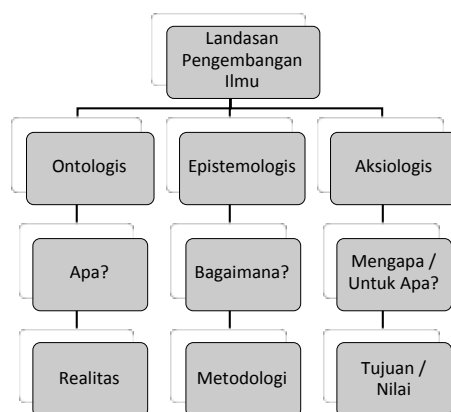 Landasan
Pengembangan
Ilmu
Ontologis
Epistemologis
Aksiologis
Apa?
Bagaimana?
Mengapa /
Untuk Apa?
Realitas
Metodologi
Tujuan /
Nilai